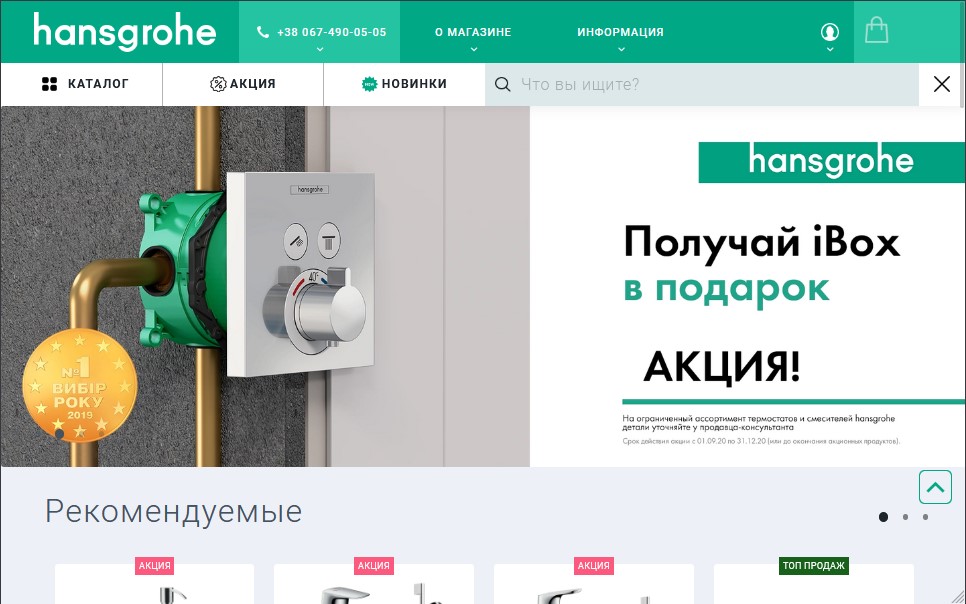 hansgrohe
+38 067-490-05-05
О МАГАЗИНЕ
ИНФОРМАЦИЯ
КАТАЛОГ
АКЦИЯ
НОВИНКИ
Что вы ищите?
hansgrohe
40°
№1
ВИБІР
РОКУ
2019
hansgrohe
Получай iBox
в подарок
АКЦИЯ!
На ограниченный ассортимент термостатов и смесителей hansgrohe
детали уточняйте у продавца-консультанта
Срок действия акции с 01.09.20 по 31.12.20 (или до окончания акционных продуктов).
Рекомендуемые
АКЦИЯ
АКЦИЯ
АКЦИЯ
ТОП ПРОДАЖ